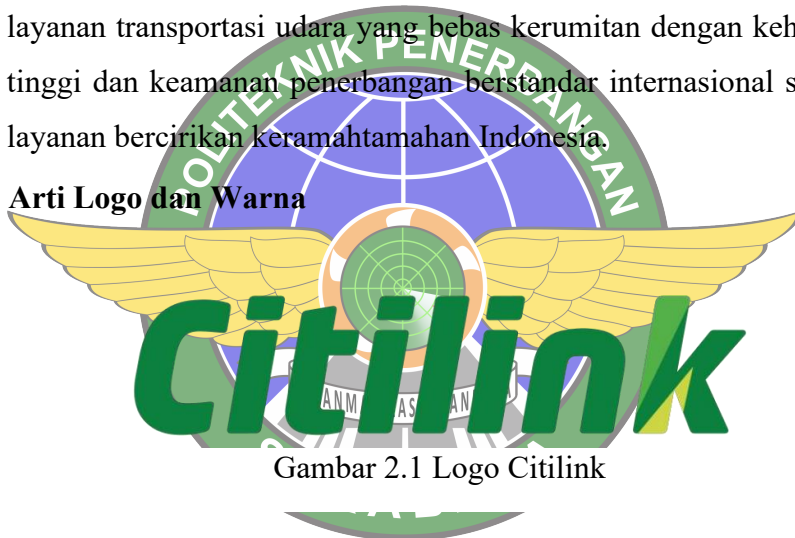 layanan transportasi udara yang bebas kerumitan dengan
tinggi dan keamanan penerbangan berstandar internasional
layanan bercirikan keramahtamahan Indonesia.
POLITEKNIK PENERBANGAN
Arti Logo dan Warna
Citilink
Gambar 2.1 Logo Citilink